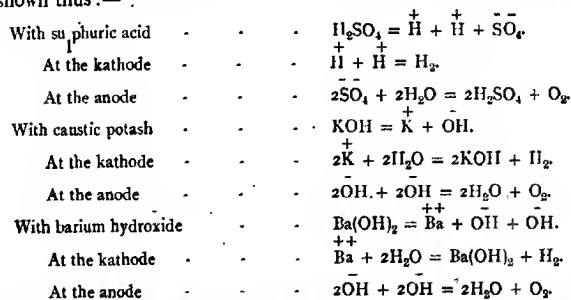 shown thus :—
With sulphuric acid - - - H₂SO₄ = H⁺ + H⁺ + SO₄⁻⁻.
At the kathode - - - H⁺ + H⁺ = H₂.
At the anode - - - 2SO₄⁻⁻ + 2H₂O = 2H₂SO₄ + O₂.
With caustic potash - - - KOH = K⁺ + OH⁻.
At the kathode - - - 2K⁺ + 2H₂O = 2KOH + H₂.
At the anode - - - 2OH⁻ + 2OH⁻ = 2H₂O + O₂.
With barium hydroxide - - - Ba(OH)₂ = Ba⁺⁺ + OH⁻ + OH⁻.
At the kathode - - - Ba⁺⁺ + 2H₂O = Ba(OH)₂ + H₂.
At the anode - - - 2OH⁻ + 2OH⁻ = 2H₂O + O₂.